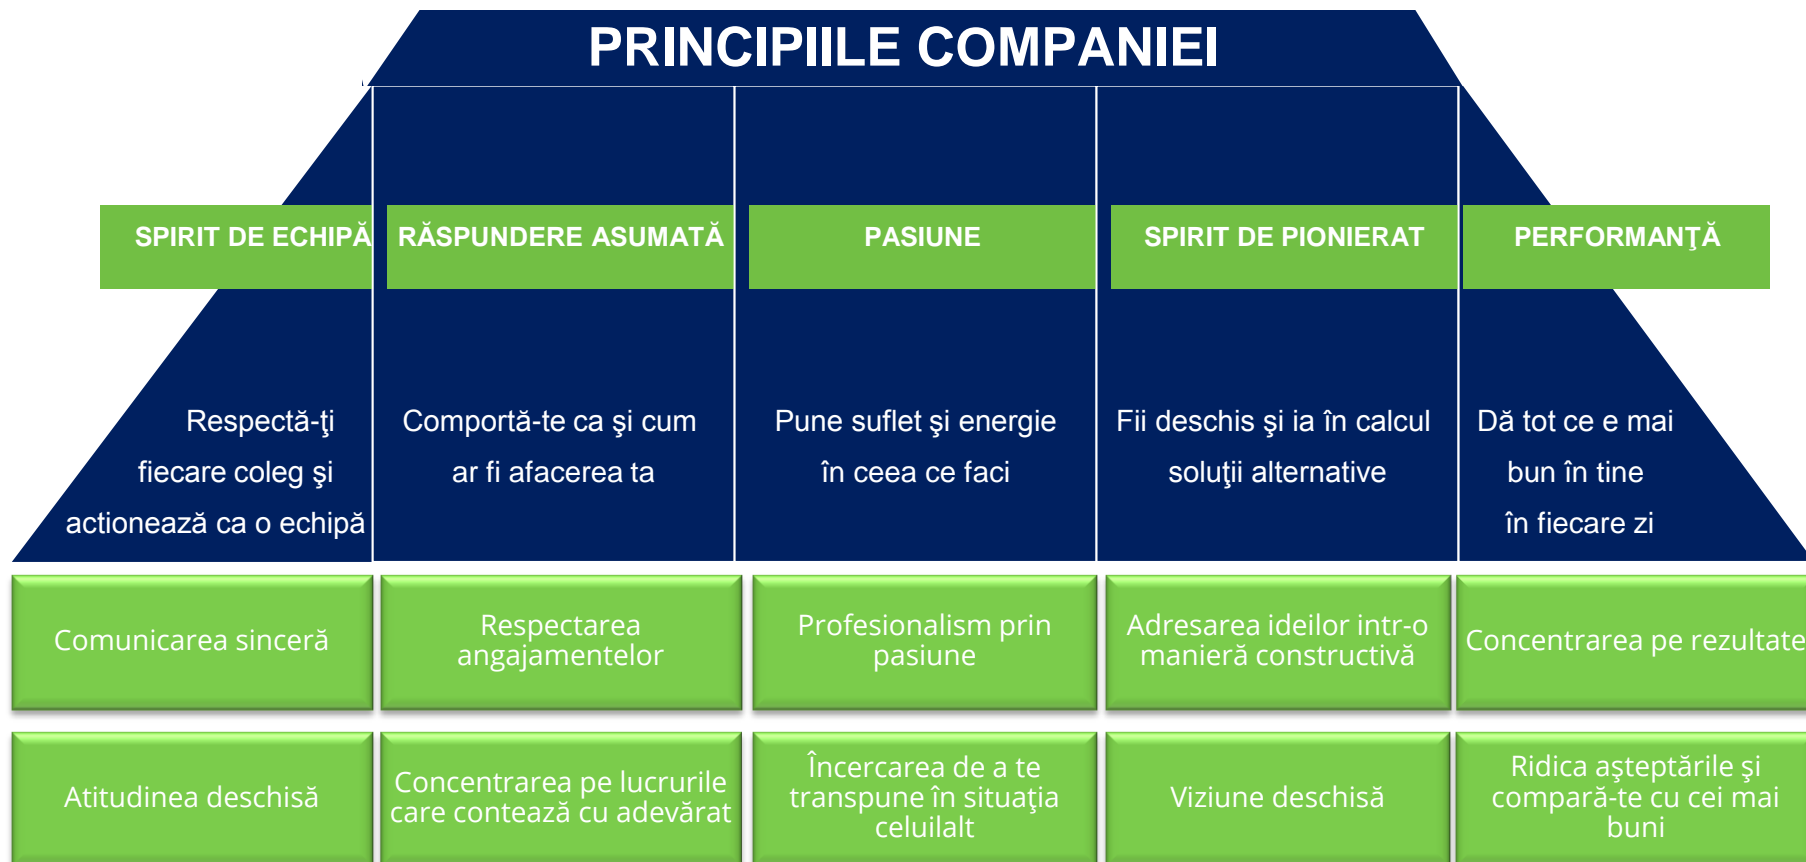 PRINCIPIILE COMPANIEI
SPIRIT DE ECHIPĂ
RĂSPUNDERE ASUMATĂ
PASIUNE
SPIRIT DE PIONIERAT
PERFORMANŢĂ
Respectă-ţi
fiecare coleg şi
actionează ca o echipă
Comportă-te ca şi cum
ar fi afacerea ta
Pune suflet şi energie
în ceea ce faci
Fii deschis şi ia în calcul
soluţii alternative
Dă tot ce e mai
bun în tine
în fiecare zi
Comunicarea sinceră
Respectarea
angajamentelor
Profesionalism prin
pasiune
Adresarea ideilor intr-o
manieră constructivă
Concentrarea pe rezultate
Atitudinea deschisă
Concentrarea pe lucrurile
care contează cu adevărat
Încercarea de a te
transpune în situaţia
celuilalt
Viziune deschisă
Ridica aşteptările şi
compară-te cu cei mai
buni